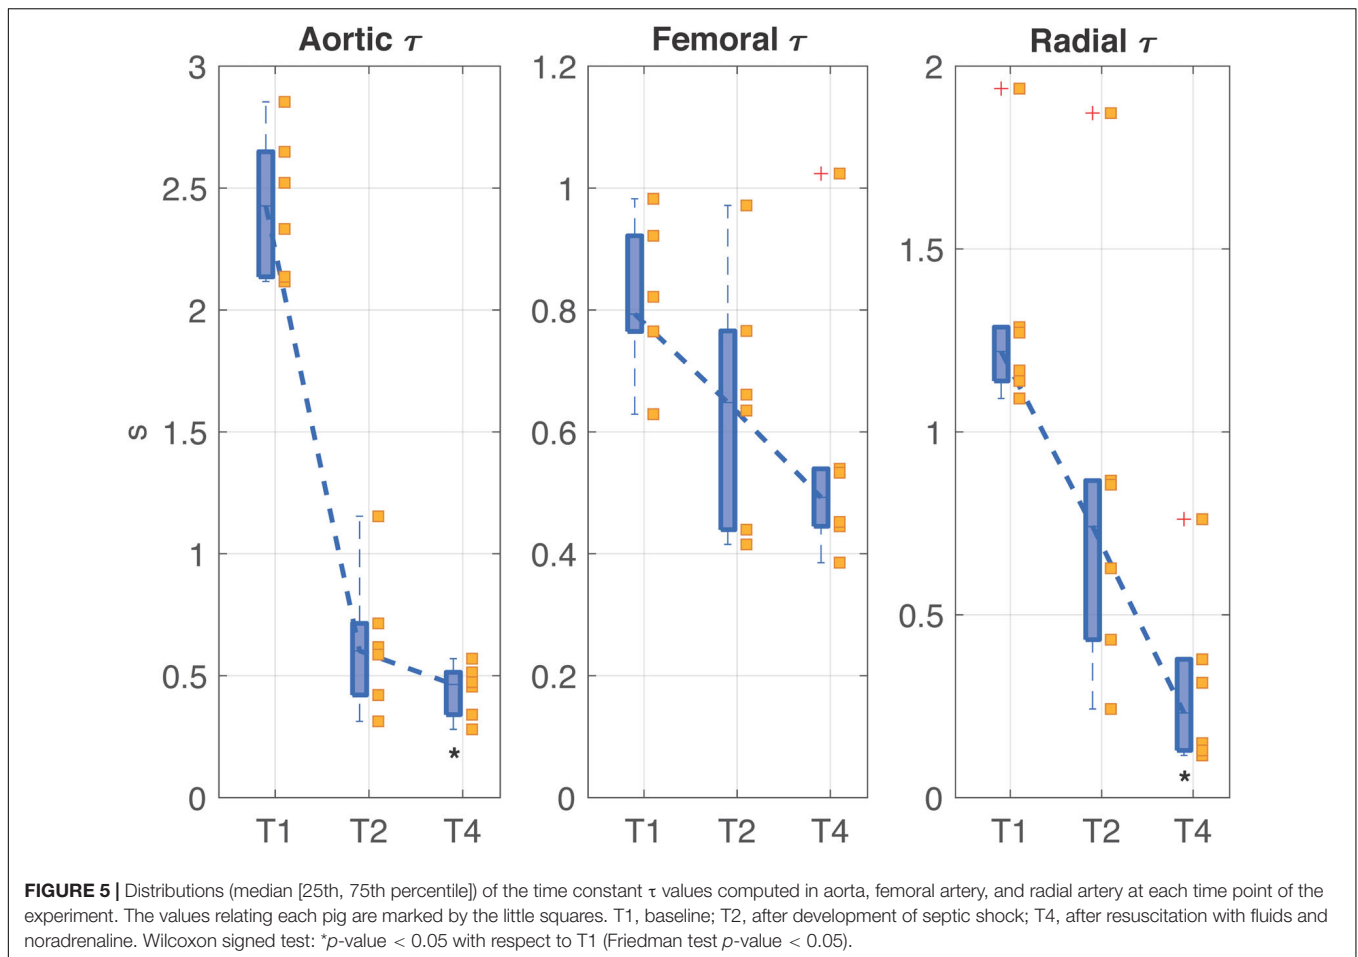 Aortic τ
Femoral τ
Radial τ
3
2.5
2
1.5
1
0.5
0
s
T1 T2 T4
1.2
1
0.8
0.6
0.4
0.2
0
T1 T2 T4
2
1.5
1
0.5
0
T1 T2 T4
*
*
FIGURE 5 | Distributions (median [25th, 75th percentile]) of the time constant τ values computed in aorta, femoral artery, and radial artery at each time point of the
experiment. The values relating each pig are marked by the little squares. T1, baseline; T2, after development of septic shock; T4, after resuscitation with fluids and
noradrenaline. Wilcoxon signed test: *p-value < 0.05 with respect to T1 (Friedman test p-value < 0.05).